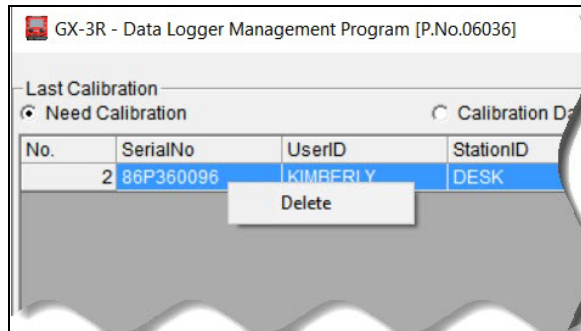 GX-3R - Data Logger Management Program [P.No.06036]
Last Calibration
Need Calibration Calibration Da
No. SerialNo UserID StationID
2 86P360096 KIMBERLY DESK
Delete